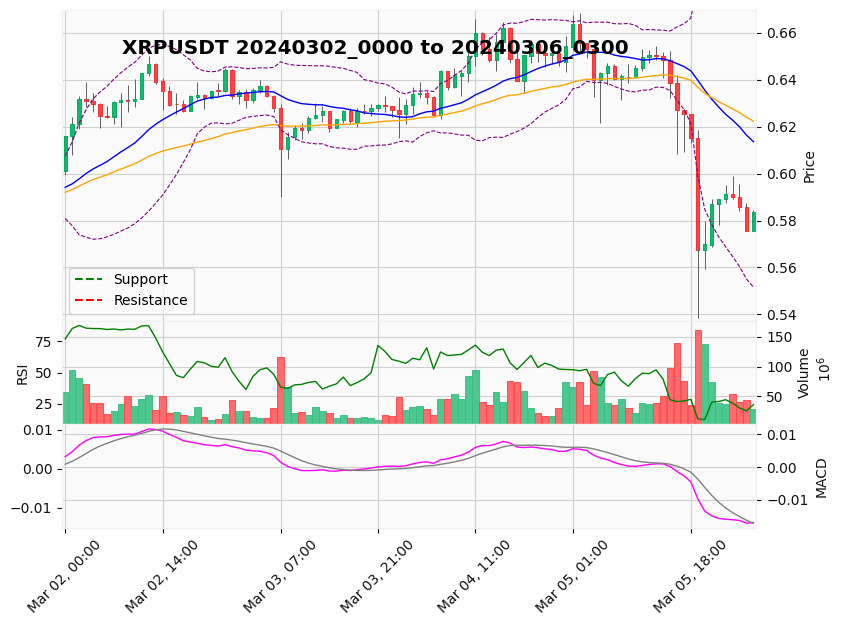 XRPUSDT 20240302_0000 to 20240306_0300
0.66
0.64
0.62
0.60
0.58
0.56
0.54
Price
Support
Resistance
75
50
25
RSI
150
100
50
Volume
10^6
0.01
0.00
−0.01
0.01
0.00
−0.01
MACD
Mar 02, 00:00
Mar 02, 14:00
Mar 03, 07:00
Mar 03, 21:00
Mar 04, 11:00
Mar 05, 01:00
Mar 05, 18:00